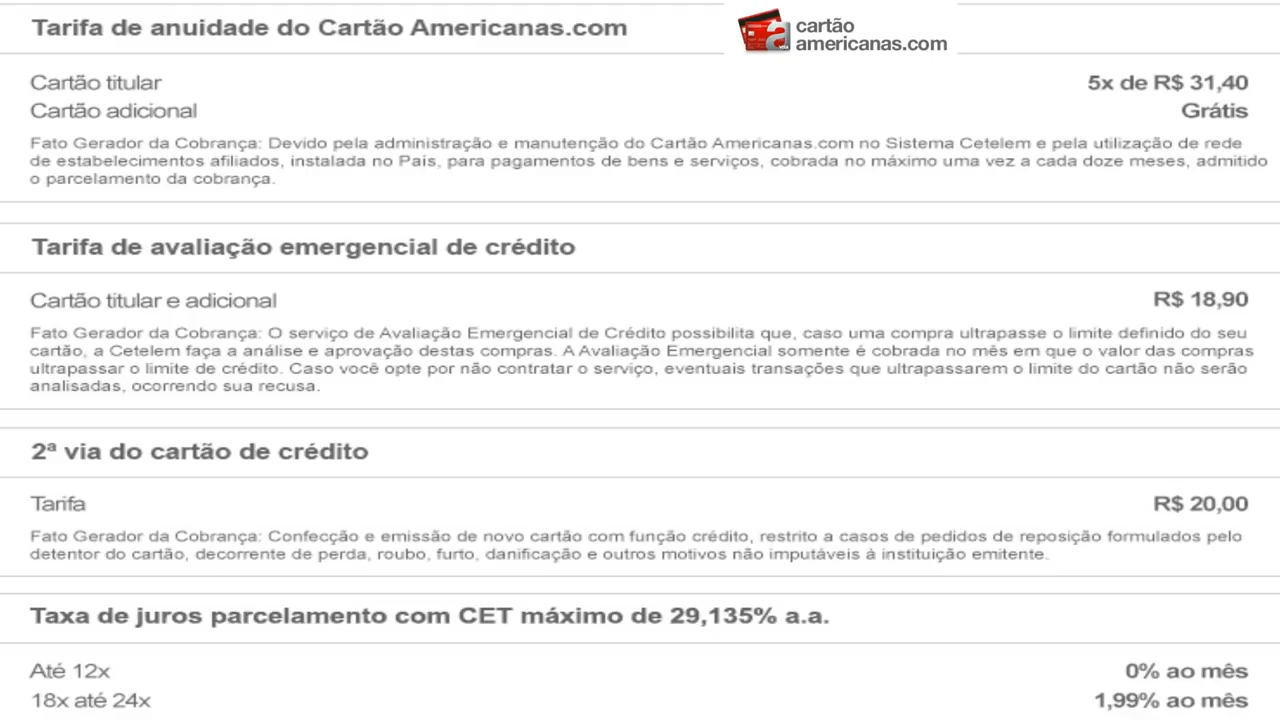 Tarifa de anuidade do Cartão Americanas.com
cartão
americanas.com
Cartão titular 5x de R$ 31,40
Cartão adicional Grátis
Fato Gerador da Cobrança: Devido pela administração e manutenção do Cartão Americanas.com no Sistema Cetelem e pela utilização de rede
de estabelecimentos afiliados, instalada no País, para pagamentos de bens e serviços, cobrada no máximo uma vez a cada doze meses, admitido
o parcelamento da cobrança.
Tarifa de avaliação emergencial de crédito
Cartão titular e adicional R$ 18,90
Fato Gerador da Cobrança: O serviço de Avaliação Emergencial de Crédito possibilita que, caso uma compra ultrapasse o limite definido do seu
cartão, a Cetelem faça a análise e aprovação destas compras. A Avaliação Emergencial somente é cobrada no mês em que o valor das compras
ultrapassar o limite de crédito. Caso você opte por não contratar o serviço, eventuais transações que ultrapassarem o limite do cartão não serão
analisadas, ocorrendo sua recusa.
2ª via do cartão de crédito
Tarifa R$ 20,00
Fato Gerador da Cobrança: Confecção e emissão de novo cartão com função crédito, restrito a casos de pedidos de reposição formulados pelo
detentor do cartão, decorrente de perda, roubo, furto, danificação e outros motivos não imputáveis à instituição emitente.
Taxa de juros parcelamento com CET máximo de 29,135% a.a.
Até 12x 0% ao mês
18x até 24x 1,99% ao mês